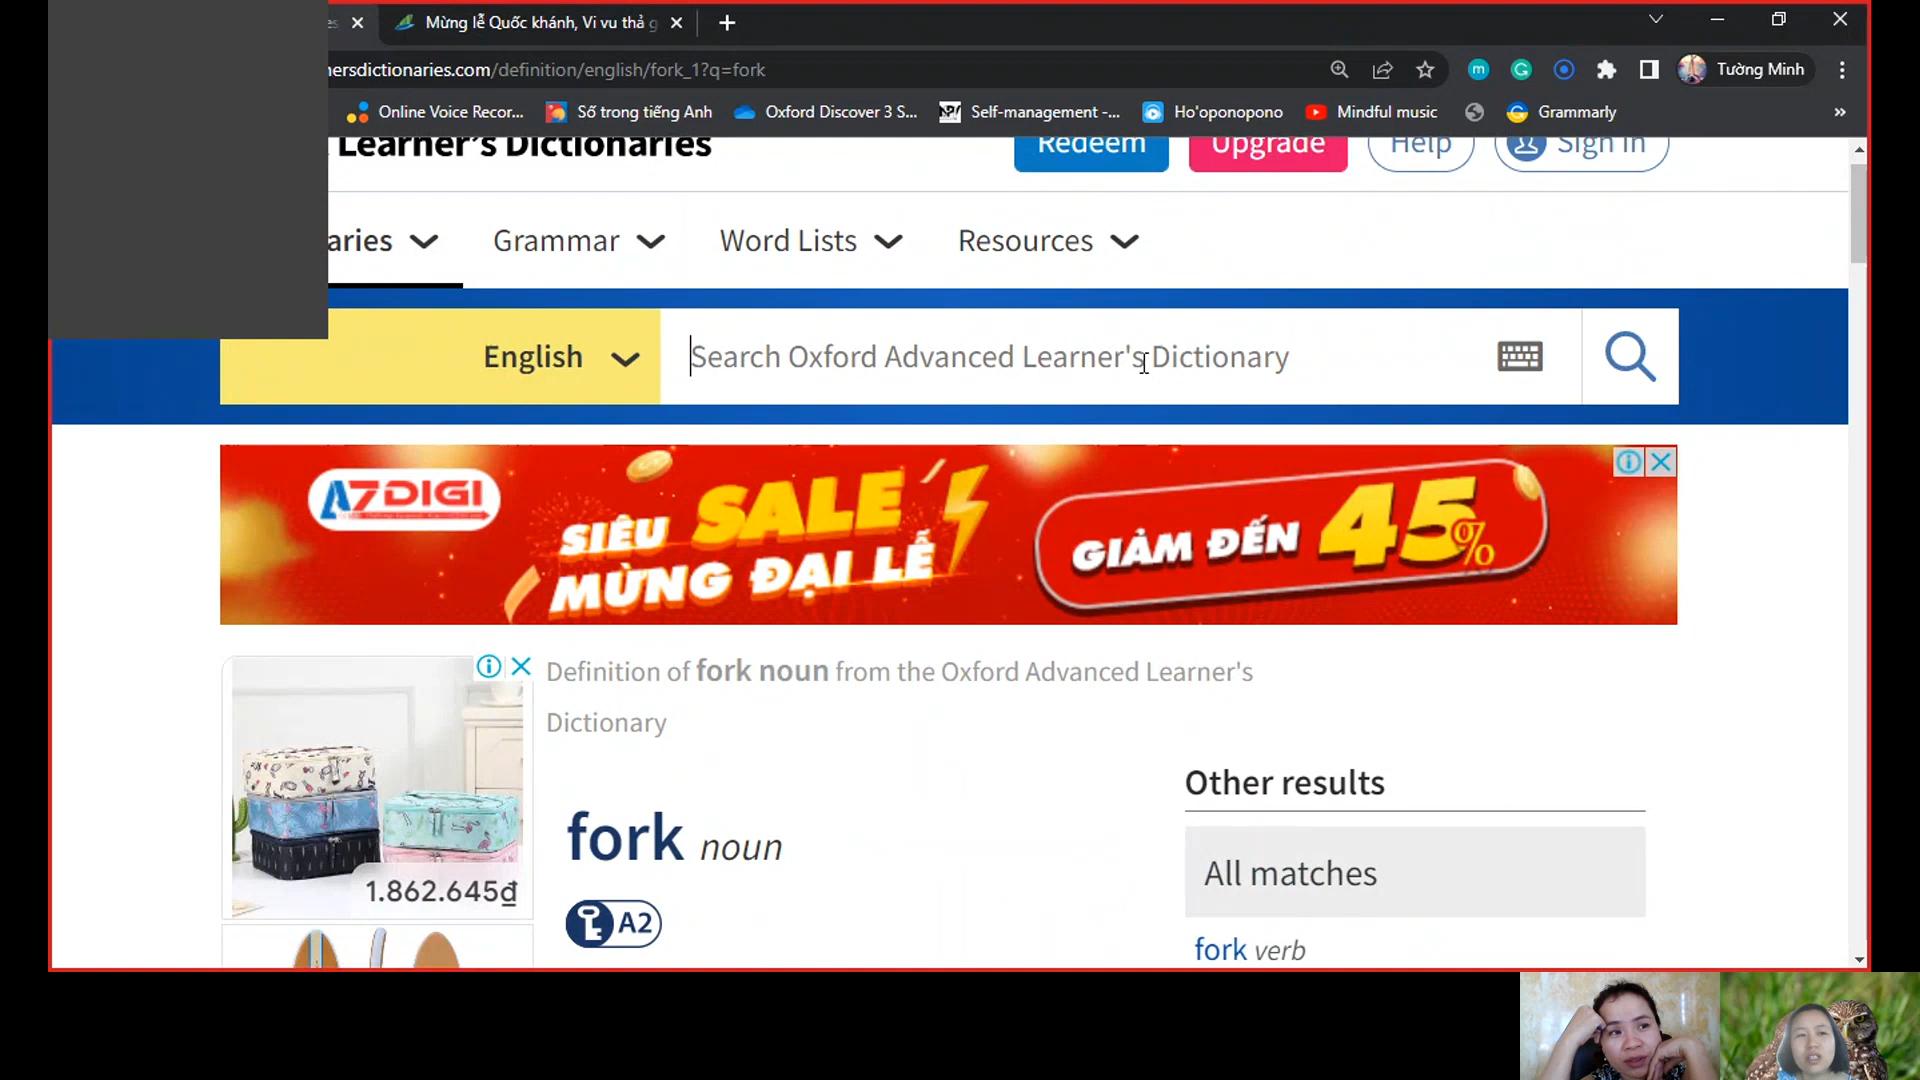 es
Mừng lễ Quốc khánh, Vi vu thả g
nersdictionaries.com/definition/english/fork_1?q=fork
Tường Minh
Online Voice Recor...
Số trong tiếng Anh
Oxford Discover 3 S...
Self-management -...
Ho'oponopono
Mindful music
Grammarly
Learner's Dictionaries
Redeem
Upgrade
Help
Sign in
aries
Grammar
Word Lists
Resources
English
Search Oxford Advanced Learner's Dictionary
A7DIGI
SIÊU SALE
MỪNG ĐẠI LỄ
GIẢM ĐẾN 45%
Definition of fork noun from the Oxford Advanced Learner's
Dictionary
1.862.645₫
fork noun
A2
Other results
All matches
fork verb